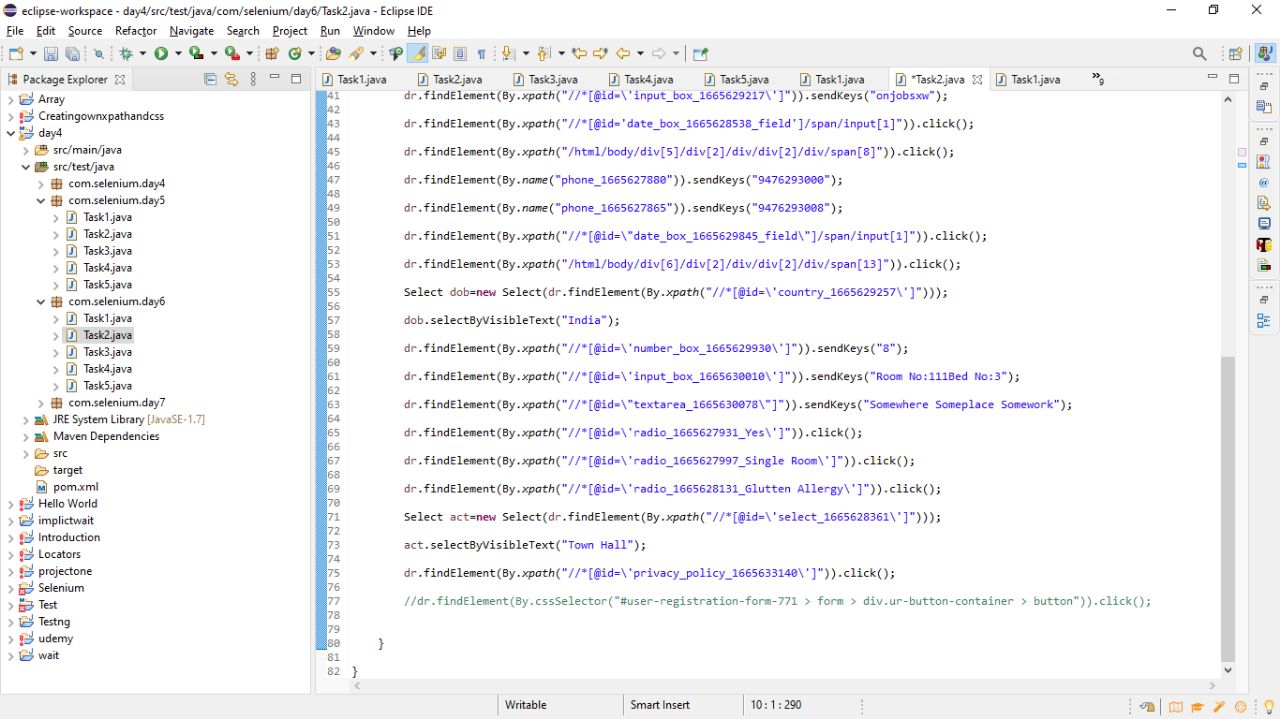 eclipse-workspace - day4/src/test/java/com/selenium/day6/Task2.java - Eclipse IDE
File Edit Source Refactor Navigate Search Project Run Window Help
Package Explorer
Array
Creatingownxpathandcss
day4
src/main/java
src/test/java
com.selenium.day4
com.selenium.day5
Task1.java
Task2.java
Task3.java
Task4.java
Task5.java
com.selenium.day6
Task1.java
Task2.java
Task3.java
Task4.java
Task5.java
com.selenium.day7
JRE System Library [JavaSE-1.7]
Maven Dependencies
src
target
pom.xml
Hello World
implictwait
Introduction
Locators
projectone
Selenium
Test
Testng
udemy
wait
Task1.java Task2.java Task3.java Task4.java Task5.java Task1.java *Task2.java Task1.java »9
41 dr.findElement(By.xpath("//*[@id=\'input_box_1665629217\']")).sendKeys("onjobsxw");
42
43 dr.findElement(By.xpath("//*[@id='date_box_1665628538_field']/span/input[1]")).click();
44
45 dr.findElement(By.xpath("/html/body/div[5]/div[2]/div/div[2]/div/span[8]")).click();
46
47 dr.findElement(By.name("phone_1665627880")).sendKeys("9476293000");
48
49 dr.findElement(By.name("phone_1665627865")).sendKeys("9476293008");
50
51 dr.findElement(By.xpath("//*[@id=\"date_box_1665629845_field\"]/span/input[1]")).click();
52
53 dr.findElement(By.xpath("/html/body/div[6]/div[2]/div/div[2]/div/span[13]")).click();
54
55 Select dob=new Select(dr.findElement(By.xpath("//*[@id=\'country_1665629257\']")));
56
57 dob.selectByVisibleText("India");
58
59 dr.findElement(By.xpath("//*[@id=\'number_box_1665629930\']")).sendKeys("8");
60
61 dr.findElement(By.xpath("//*[@id=\'input_box_1665630010\']")).sendKeys("Room No:111Bed No:3");
62
63 dr.findElement(By.xpath("//*[@id=\"textarea_1665630078\"]")).sendKeys("Somewhere Someplace Somework");
64
65 dr.findElement(By.xpath("//*[@id=\'radio_1665627931_Yes\']")).click();
66
67 dr.findElement(By.xpath("//*[@id=\'radio_1665627997_Single Room\']")).click();
68
69 dr.findElement(By.xpath("//*[@id=\'radio_1665628131_Glutten Allergy\']")).click();
70
71 Select act=new Select(dr.findElement(By.xpath("//*[@id=\'select_1665628361\']")));
72
73 act.selectByVisibleText("Town Hall");
74
75 dr.findElement(By.xpath("//*[@id=\'privacy_policy_1665633140\']")).click();
76
77 //dr.findElement(By.cssSelector("#user-registration-form-771 > form > div.ur-button-container > button")).click();
78
79
80 }
81
82 }
Writable Smart Insert 10 : 1 : 290